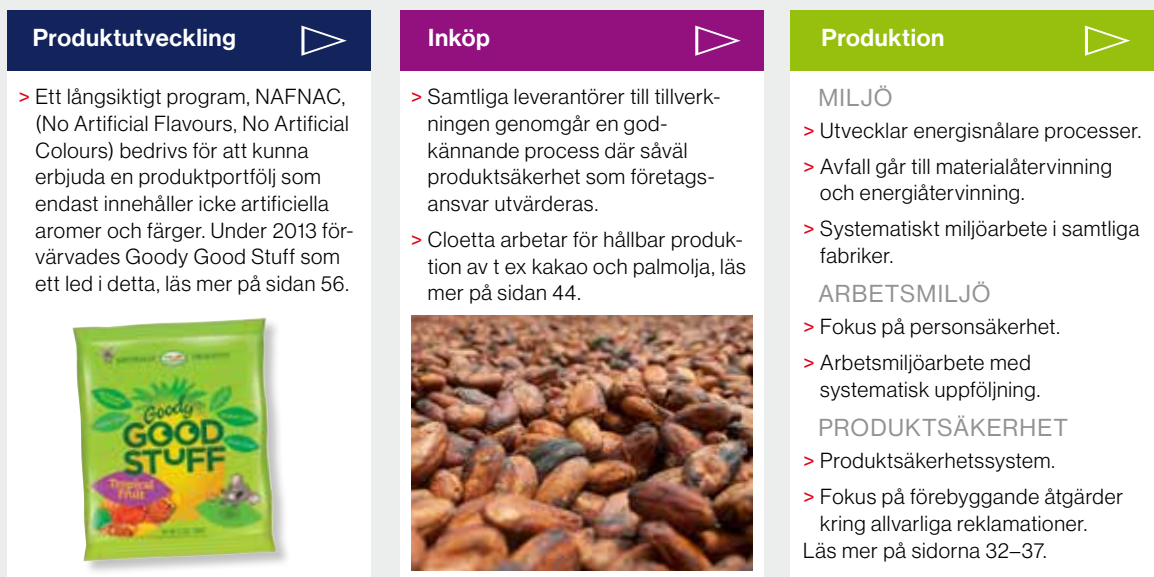 Produktutveckling
> Ett långsiktigt program, NAFNAC,
(No Artificial Flavours, No Artificial
Colours) bedrivs för att kunna
erbjuda en produktportfölj som
endast innehåller icke artificiella
aromer och färger. Under 2013 för-
värvades Goody Good Stuff som
ett led i detta, läs mer på sidan 56.
Goody
GOOD
STUFF
Tropical
Fruit
Inköp
> Samtliga leverantörer till tillverk-
ningen genomgår en god-
kännande process där såväl
produktsäkerhet som företags-
ansvar utvärderas.
> Cloetta arbetar för hållbar produk-
tion av t ex kakao och palmolja, läs
mer på sidan 44.
Produktion
MILJÖ
> Utvecklar energisnålare processer.
> Avfall går till materialåtervinning
och energiåtervinning.
> Systematiskt miljöarbete i samtliga
fabriker.
ARBETSMILJÖ
> Fokus på personsäkerhet.
> Arbetsmiljöarbete med
systematisk uppföljning.
PRODUKTSÄKERHET
> Produktsäkerhetssystem.
> Fokus på förebyggande åtgärder
kring allvarliga reklamationer.
Läs mer på sidorna 32–37.